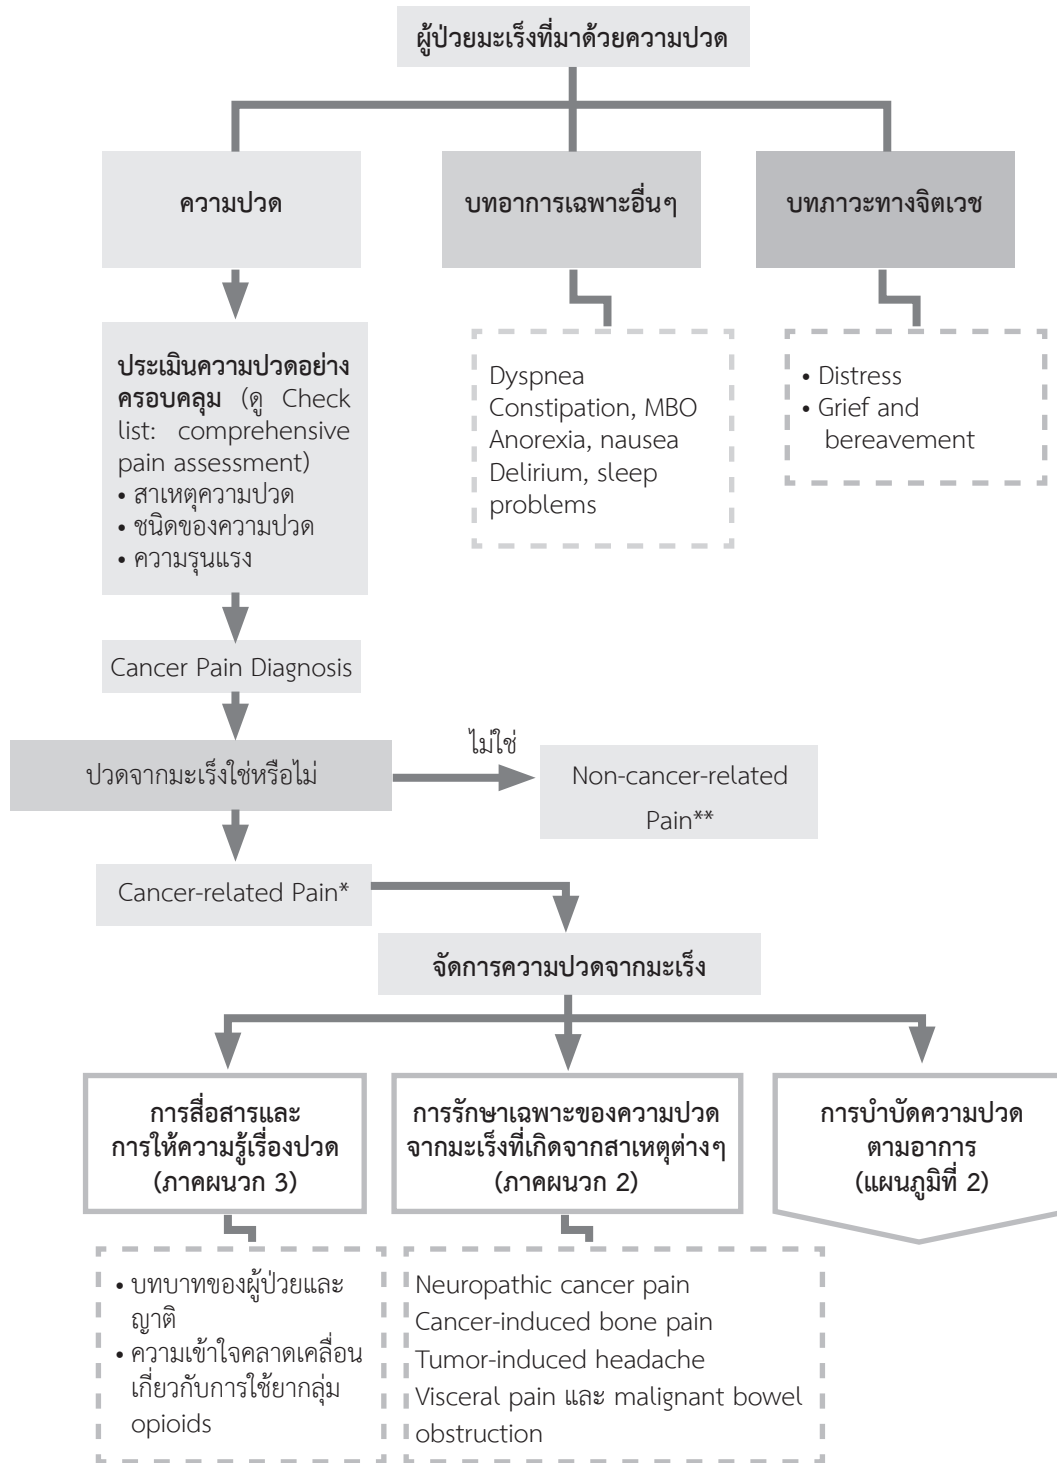 ผู้ป่วยมะเร็งที่มาด้วยความปวด
ความปวด
บทอาการเฉพาะอื่นๆ
บทภาวะทางจิตเวช
ประเมินความปวดอย่าง
ครอบคลุม (ดู Check
list: comprehensive
pain assessment)
• สาเหตุความปวด
• ชนิดของความปวด
• ความรุนแรง
Dyspnea
Constipation, MBO
Anorexia, nausea
Delirium, sleep
problems
• Distress
• Grief and
bereavement
Cancer Pain Diagnosis
ปวดจากมะเร็งใช่หรือไม่
ไม่ใช่
Non-cancer-related
Pain**
Cancer-related Pain*
จัดการความปวดจากมะเร็ง
การสื่อสารและ
การให้ความรู้เรื่องปวด
(ภาคผนวก 3)
การรักษาเฉพาะของความปวด
จากมะเร็งที่เกิดจากสาเหตุต่างๆ
(ภาคผนวก 2)
การบำบัดความปวด
ตามอาการ
(แผนภูมิที่ 2)
• บทบาทของผู้ป่วยและ
ญาติ
• ความเข้าใจคลาดเคลื่อน
เกี่ยวกับการใช้ยากลุ่ม
opioids
Neuropathic cancer pain
Cancer-induced bone pain
Tumor-induced headache
Visceral pain และ malignant bowel
obstruction